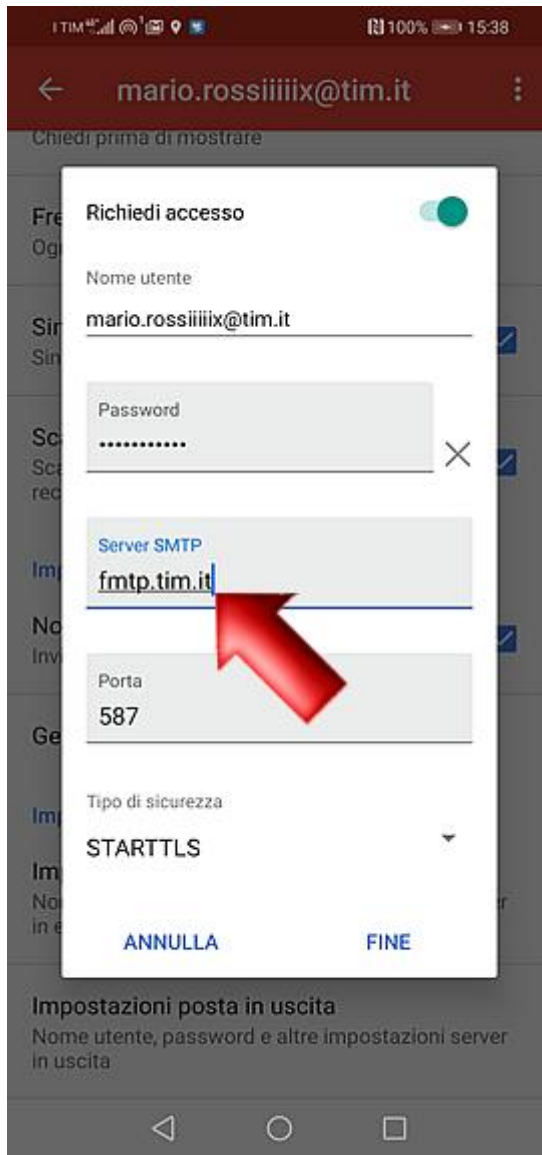 I TIM 100% 15:38
mario.rossiiiiix@tim.it
Chiedi prima di mostrare
Richiedi accesso
Nome utente
mario.rossiiiiix@tim.it
Password
•••••••••••
Server SMTP
fmtp.tim.it
Porta
587
Tipo di sicurezza
STARTTLS
ANNULLA FINE
Impostazioni posta in uscita
Nome utente, password e altre impostazioni server
in uscita